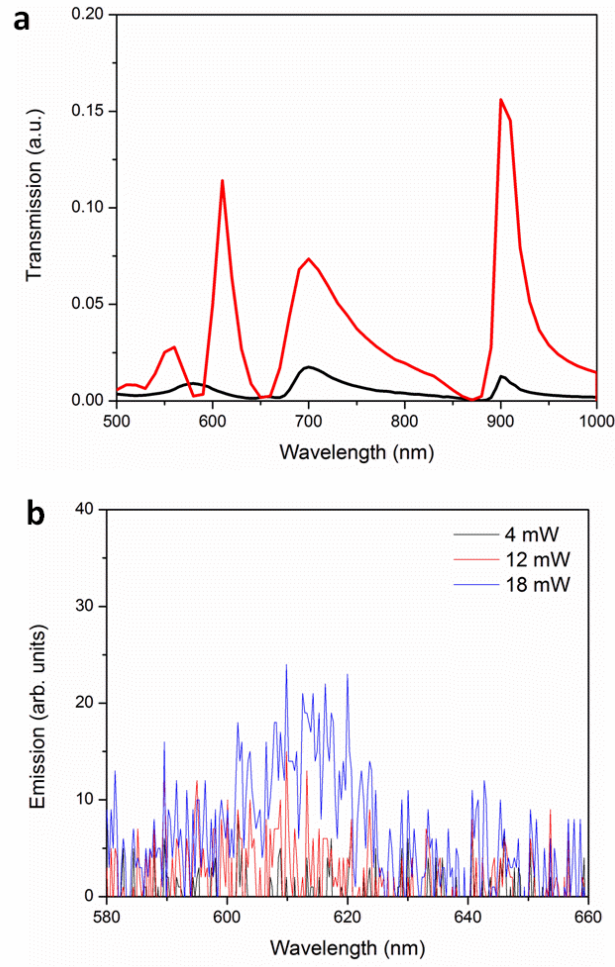 a
0.20
0.15
0.10
0.05
0.00
Transmission (a.u.)
500 600 700 800 900 1000
Wavelength (nm)
b
40
30
20
10
0
Emission (arb. units)
4 mW
12 mW
18 mW
580 600 620 640 660
Wavelength (nm)